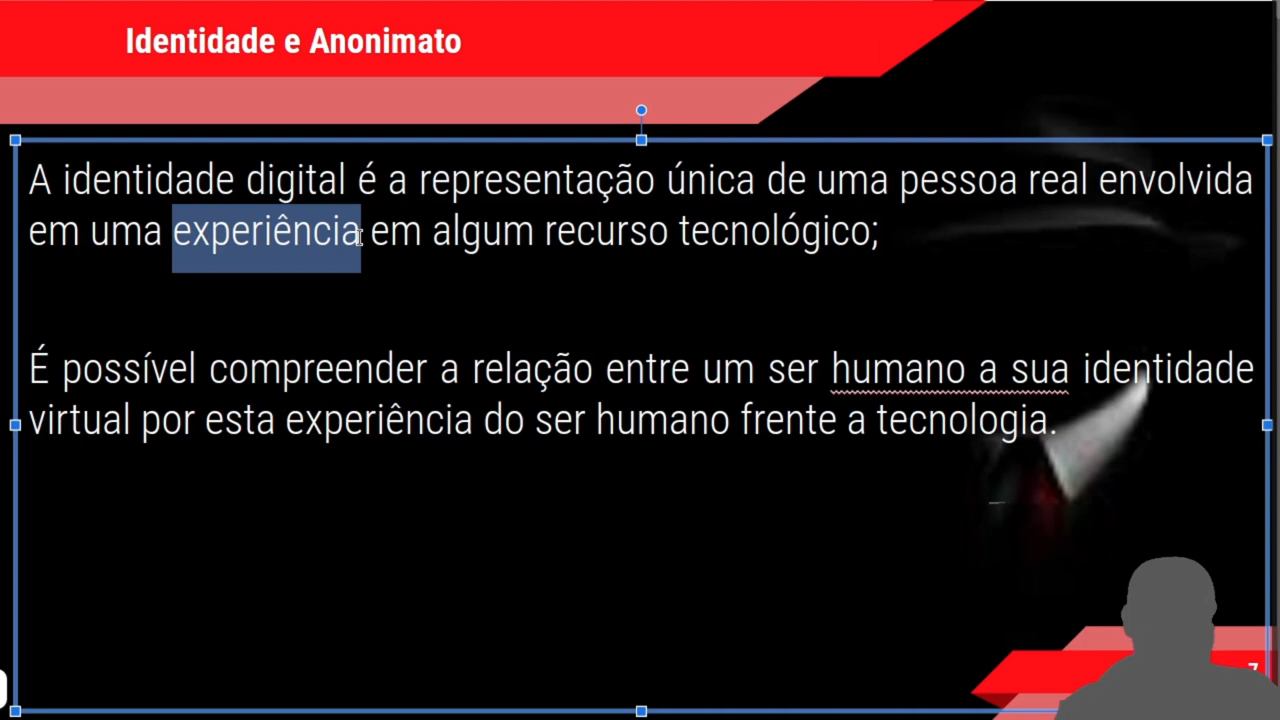 Identidade e Anonimato
A identidade digital é a representação única de uma pessoa real envolvida
em uma experiência em algum recurso tecnológico;
É possível compreender a relação entre um ser humano a sua identidade
virtual por esta experiência do ser humano frente a tecnologia.
7